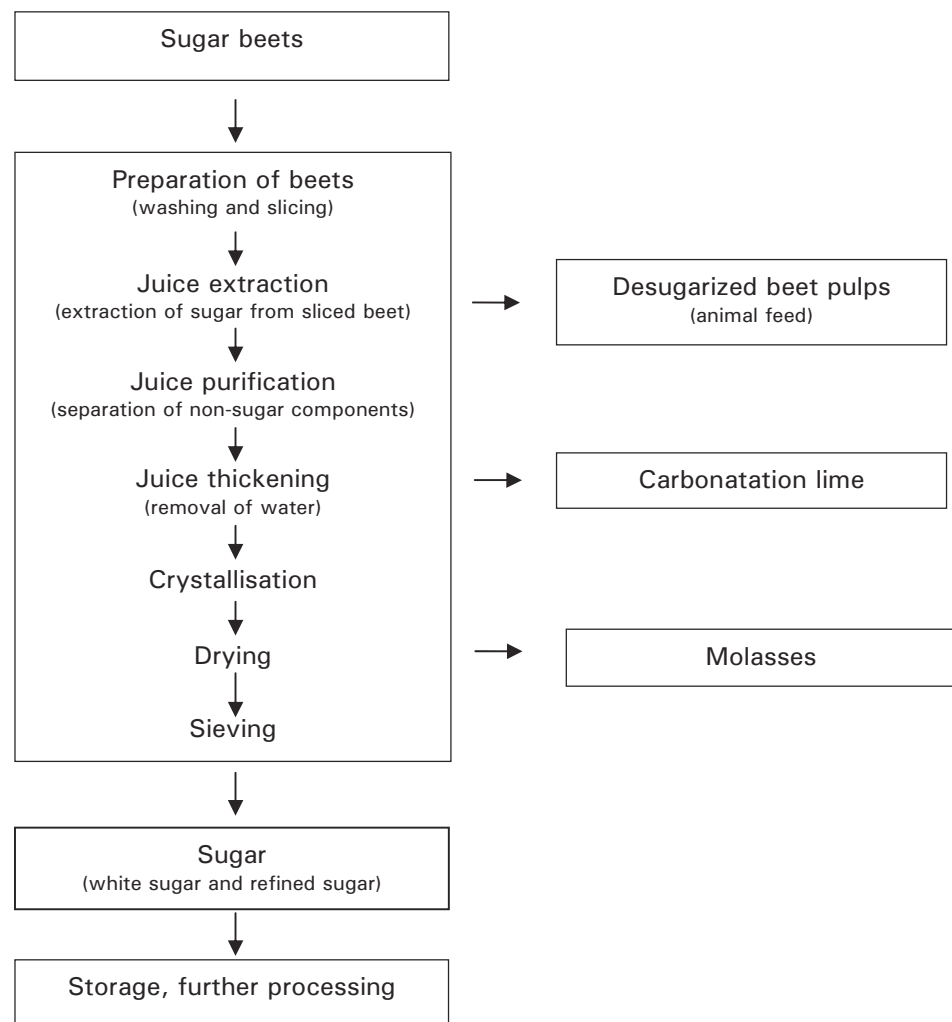 Sugar beets
Preparation of beets
(washing and slicing)
Juice extraction
(extraction of sugar from sliced beet)
Desugarized beet pulps
(animal feed)
Juice purification
(separation of non-sugar components)
Juice thickening
(removal of water)
Carbonatation lime
Crystallisation
Drying
Molasses
Sieving
Sugar
(white sugar and refined sugar)
Storage, further processing